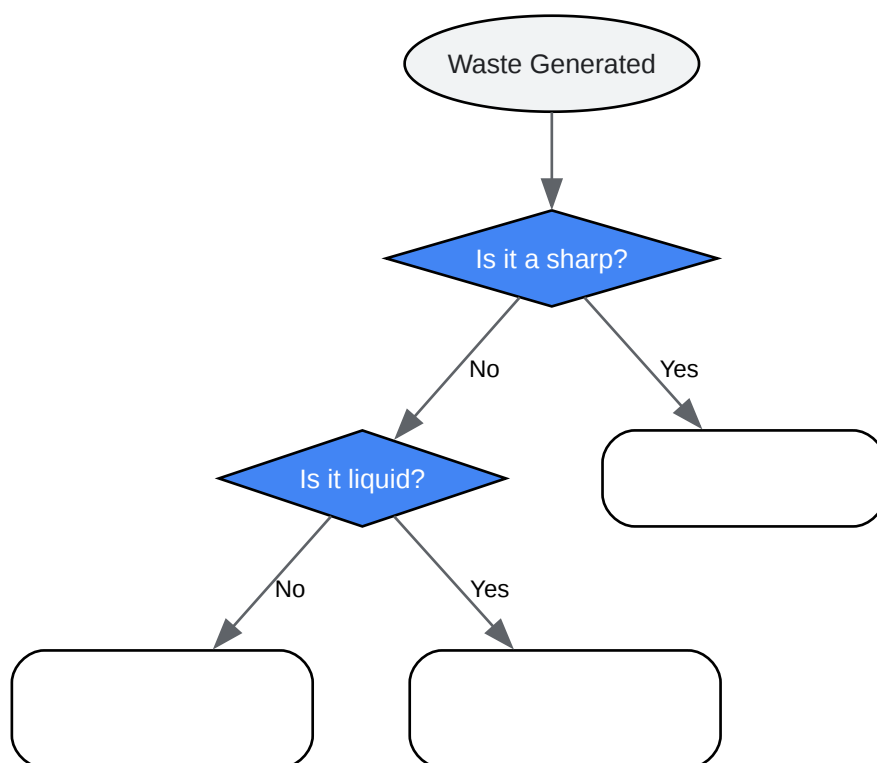 Waste Generated
Is it a sharp?
No
Yes
Is it liquid?
No
Yes